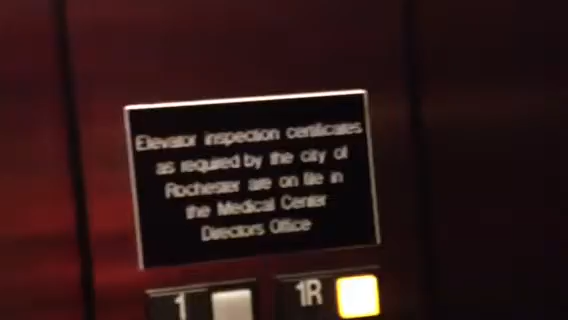 Elevator inspection certificates
as required by the city of
Rochester are on file in
the Medical Center
Directors Office
1 1R